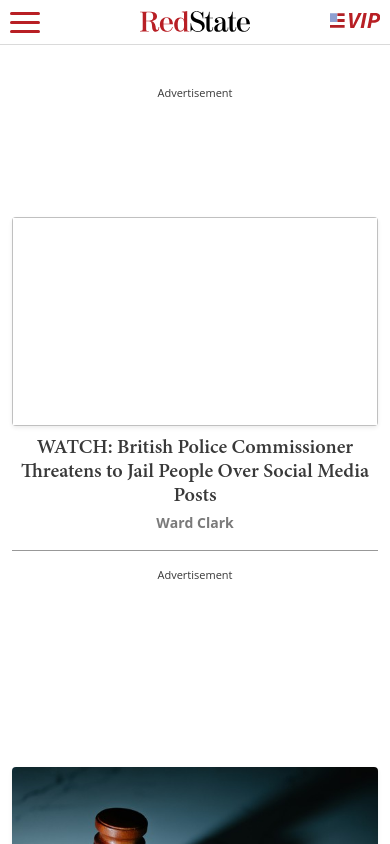 RedState
VIP
Advertisement
WATCH: British Police Commissioner
Threatens to Jail People Over Social Media
Posts
Ward Clark
Advertisement